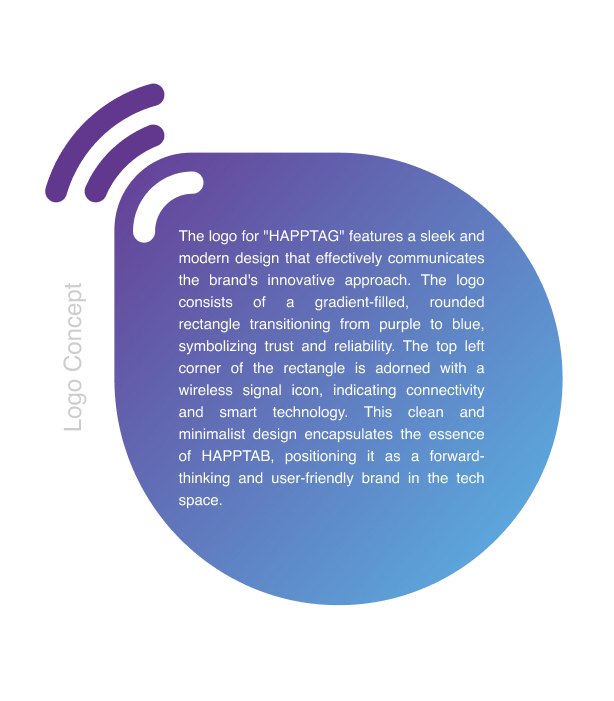 The logo for "HAPPTAG" features a sleek and
modern design that effectively communicates
the brand's innovative approach. The logo
consists of a gradient-filled, rounded
rectangle transitioning from purple to blue,
symbolizing trust and reliability. The top left
corner of the rectangle is adorned with a
wireless signal icon, indicating connectivity
and smart technology. This clean and
minimalist design encapsulates the essence
of HAPPTAB, positioning it as a forward-
thinking and user-friendly brand in the tech
space.
Logo Concept